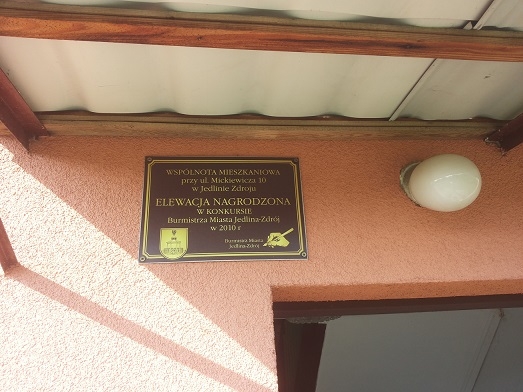 WSPÓLNOTA MIESZKANIOWA
przy ul. Mickiewicza 10
w Jedlinie Zdroju
ELEWACJA NAGRODZONA
W KONKURSIE
Burmistrza Miasta Jedlina-Zdrój
w 2010 r
Burmistrz Miasta
Jedlina-Zdrój